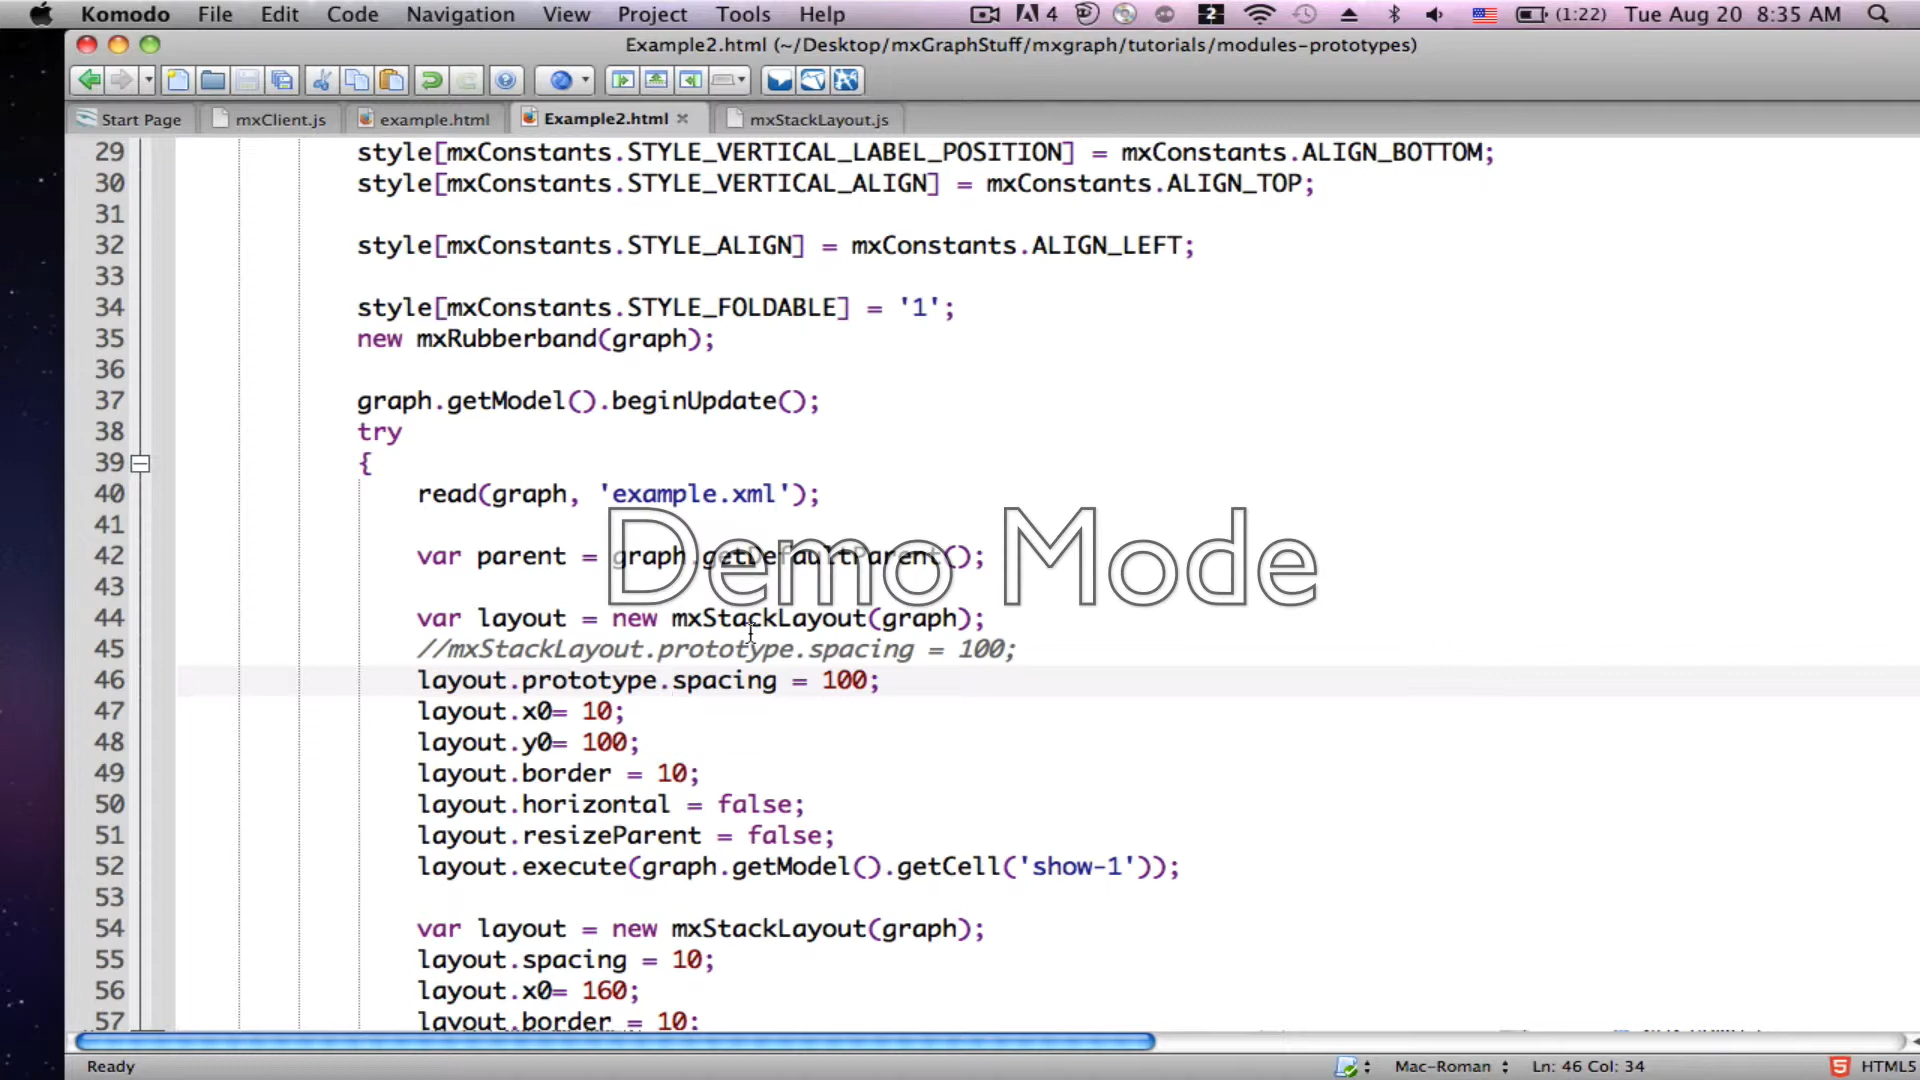 Komodo File Edit Code Navigation View Project Tools Help 4 2 (1:22) Tue Aug 20 8:35 AM
Example2.html (~/Desktop/mxGraphStuff/mxgraph/tutorials/modules-prototypes)
Start Page mxClient.js example.html Example2.html mxStackLayout.js
29 style[mxConstants.STYLE_VERTICAL_LABEL_POSITION] = mxConstants.ALIGN_BOTTOM;
30 style[mxConstants.STYLE_VERTICAL_ALIGN] = mxConstants.ALIGN_TOP;
31
32 style[mxConstants.STYLE_ALIGN] = mxConstants.ALIGN_LEFT;
33
34 style[mxConstants.STYLE_FOLDABLE] = '1';
35 new mxRubberband(graph);
36
37 graph.getModel().beginUpdate();
38 try
39 {
40 read(graph, 'example.xml');
41
Demo Mode
42 var parent = graph.getDefaultParent();
43
44 var layout = new mxStackLayout(graph);
45 //mxStackLayout.prototype.spacing = 100;
46 layout.prototype.spacing = 100;
47 layout.x0= 10;
48 layout.y0= 100;
49 layout.border = 10;
50 layout.horizontal = false;
51 layout.resizeParent = false;
52 layout.execute(graph.getModel().getCell('show-1'));
53
54 var layout = new mxStackLayout(graph);
55 layout.spacing = 10;
56 layout.x0= 160;
57 layout.border = 10;
Ready Mac-Roman Ln: 46 Col: 34 HTML5